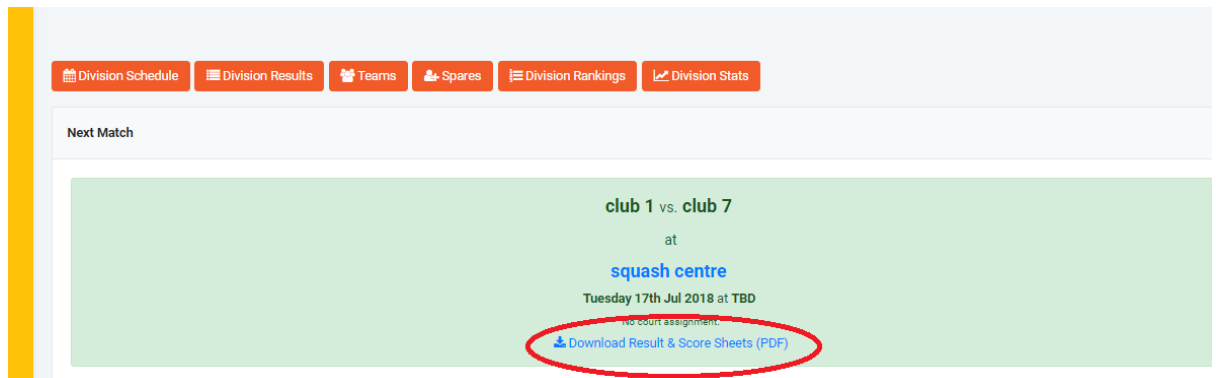 Division Schedule Division Results Teams Spares Division Rankings Division Stats
Next Match
club 1 vs. club 7
at
squash centre
Tuesday 17th Jul 2018 at TBD
No court assignment.
Download Result & Score Sheets (PDF)